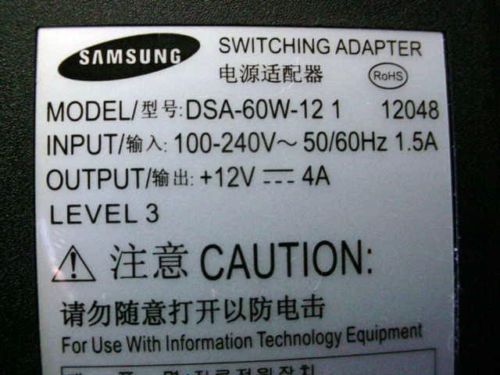 SAMSUNG
SWITCHING ADAPTER
电源适配器
RoHS
MODEL/型号: DSA-60W-12 1 12048
INPUT/输入: 100-240V~ 50/60Hz 1.5A
OUTPUT/输出: +12V ⎓ 4A
LEVEL 3
⚠ 注意 CAUTION:
请勿随意打开以防电击
For Use With Information Technology Equipment